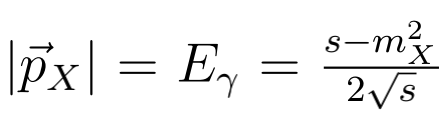 $|\vec{p}_X| = E_\gamma = \frac{s - m_X^2}{2\sqrt{s}}$